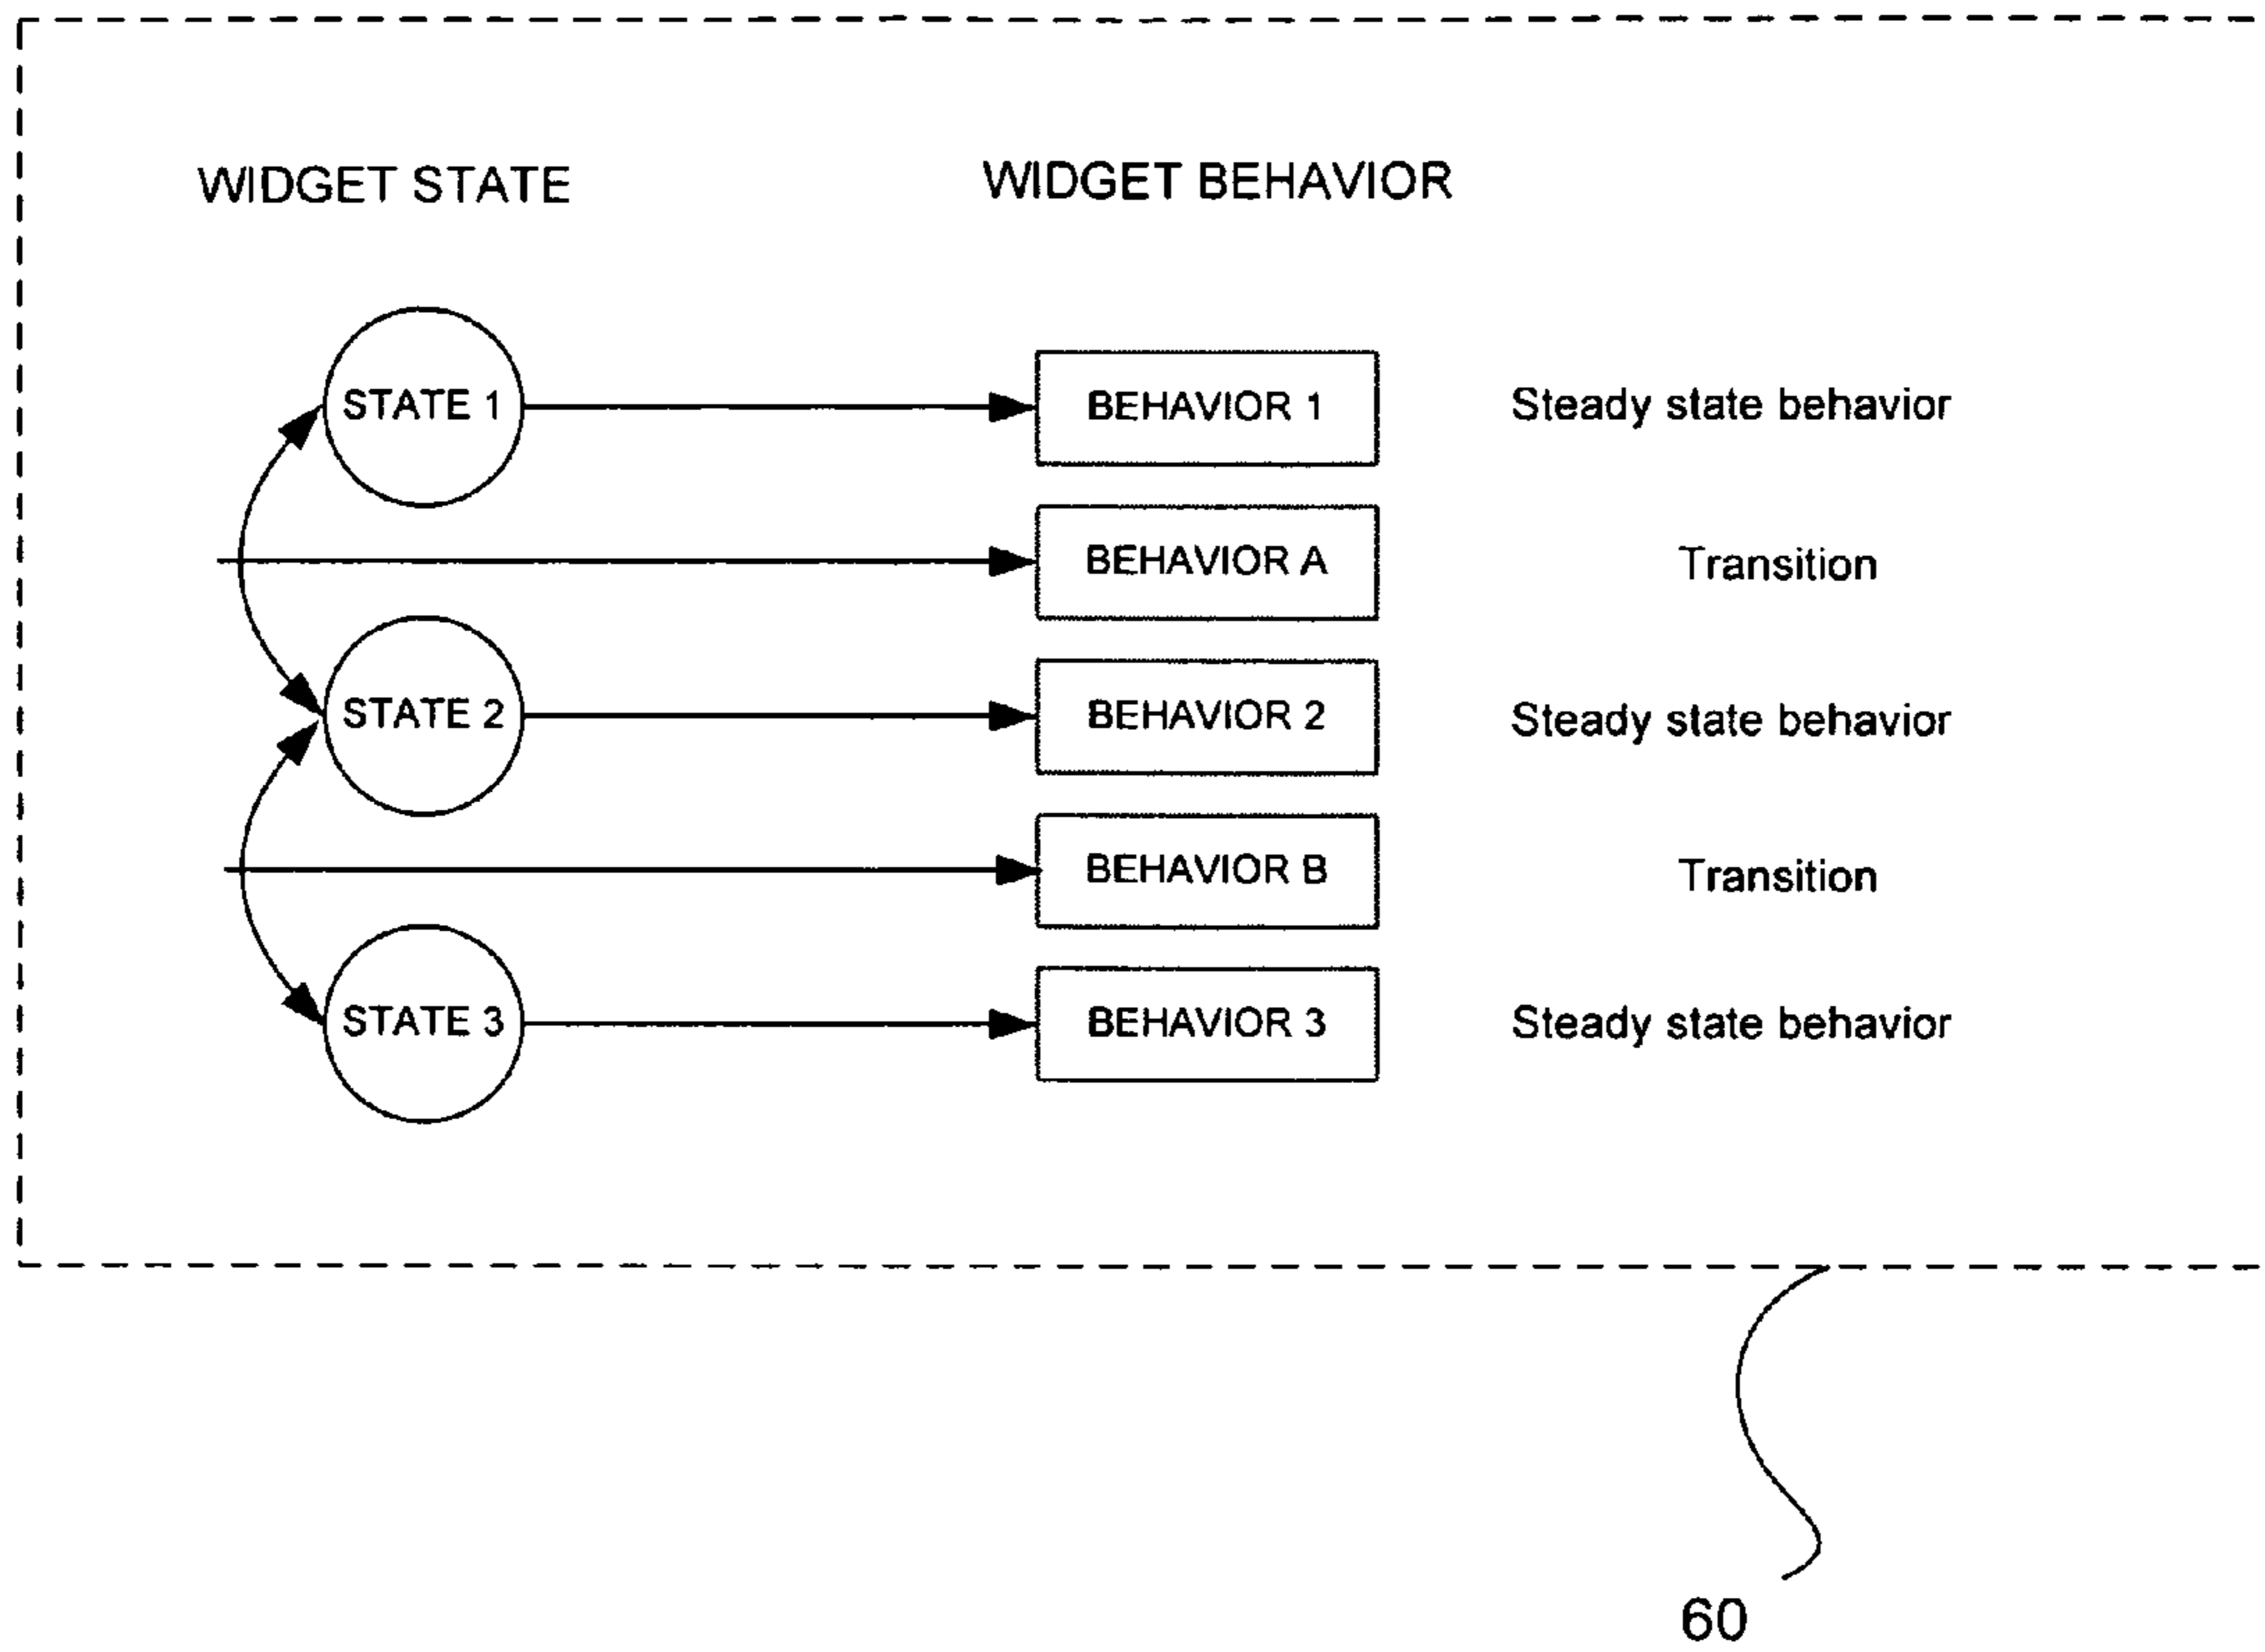 WIDGET STATE WIDGET BEHAVIOR
STATE 1 BEHAVIOR 1 Steady state behavior
BEHAVIOR A Transition
STATE 2 BEHAVIOR 2 Steady state behavior
BEHAVIOR B Transition
STATE 3 BEHAVIOR 3 Steady state behavior
60